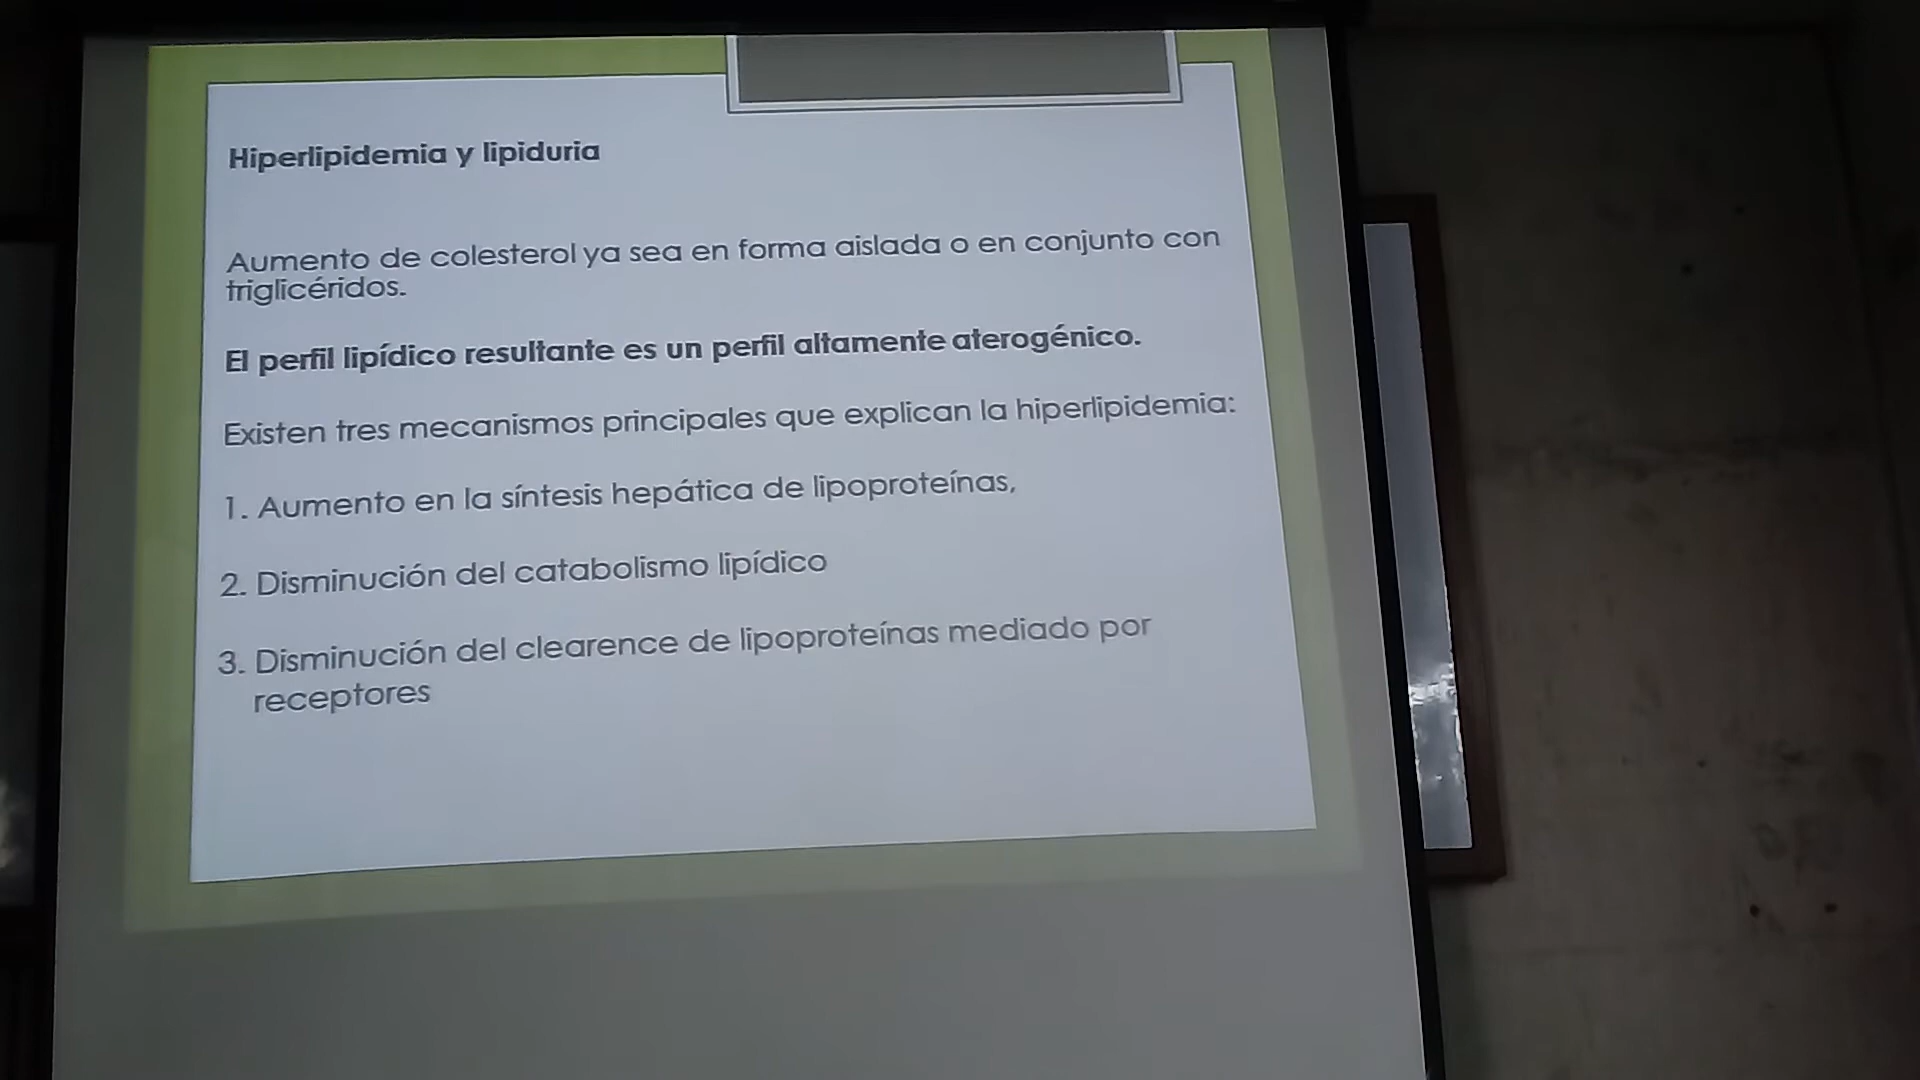 Hiperlipidemia y lipiduria
Aumento de colesterol ya sea en forma aislada o en conjunto con
triglicéridos.
El perfil lipídico resultante es un perfil altamente aterogénico.
Existen tres mecanismos principales que explican la hiperlipidemia:
1. Aumento en la síntesis hepática de lipoproteínas,
2. Disminución del catabolismo lipídico
3. Disminución del clearence de lipoproteínas mediado por
receptores